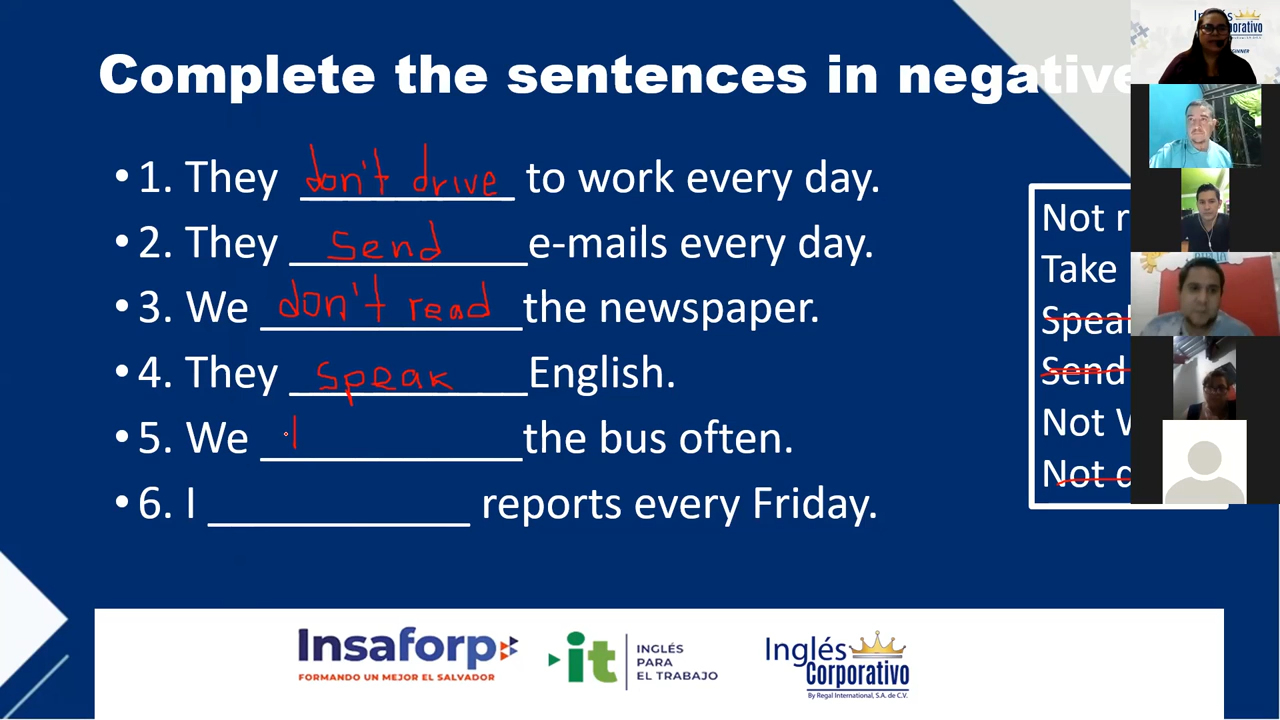 Complete the sentences in negative
• 1. They don't drive to work every day.
• 2. They send e-mails every day.
• 3. We don't read the newspaper.
• 4. They speak English.
• 5. We the bus often.
• 6. I reports every Friday.
Not
Take
Send
Not
Not
Insaforp
FORMANDO UN MEJOR EL SALVADOR
it
INGLÉS
PARA
EL TRABAJO
Inglés
Corporativo
By Regal International, S.A. de C.V.